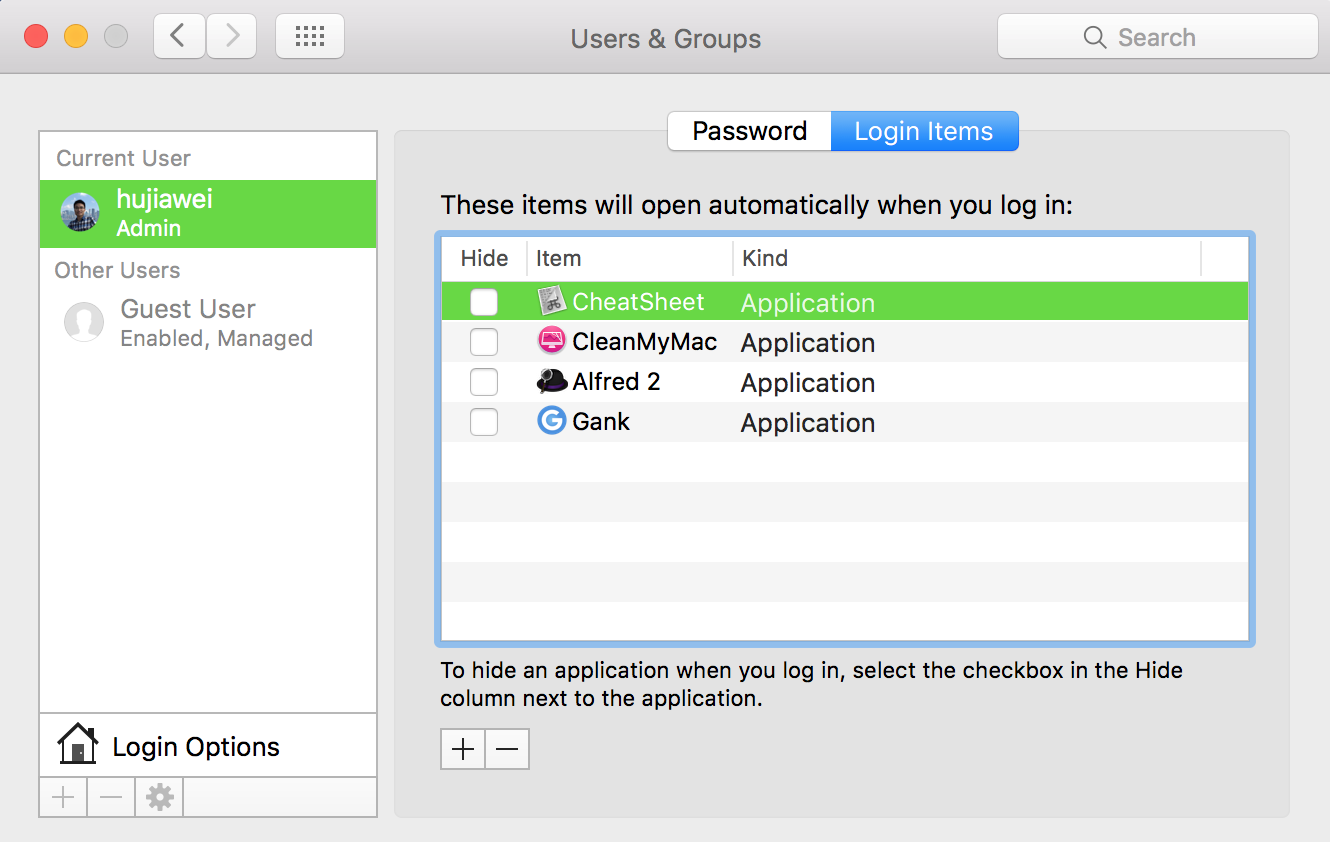 Users & Groups
Search
Password
Login Items
Current User
hujiawei
Admin
Other Users
Guest User
Enabled, Managed
Login Options
These items will open automatically when you log in:
Hide Item Kind
CheatSheet Application
CleanMyMac Application
Alfred 2 Application
Gank Application
To hide an application when you log in, select the checkbox in the Hide
column next to the application.